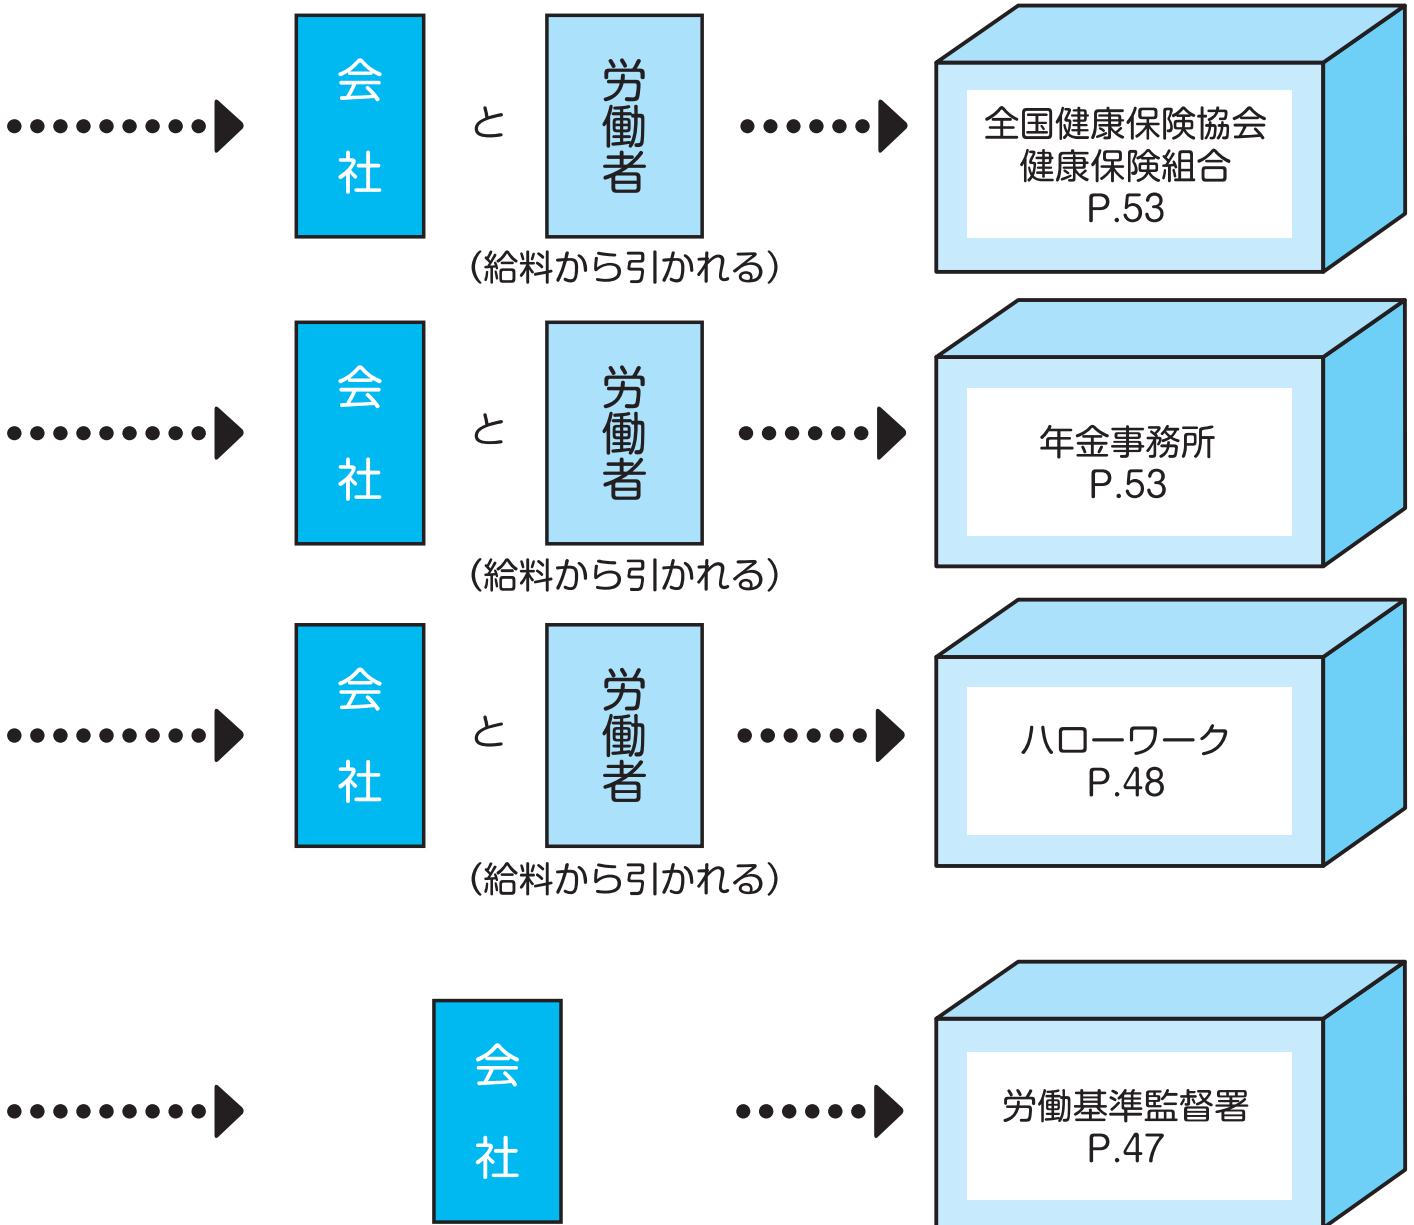 会社
と
労働者
(給料から引かれる)
全国健康保険協会
健康保険組合
P.53
会社
と
労働者
(給料から引かれる)
年金事務所
P.53
会社
と
労働者
(給料から引かれる)
ハローワーク
P.48
会社
労働基準監督署
P.47